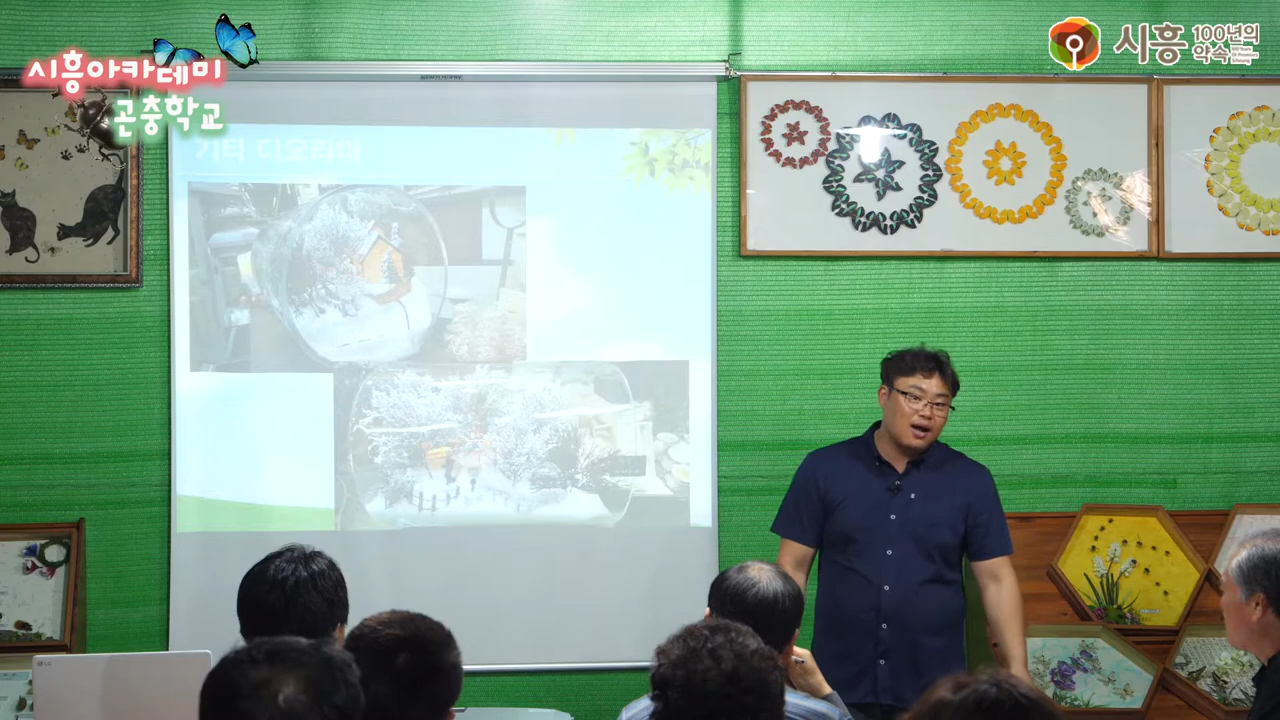 시흥아카데미
곤충학교
시흥 100년의
약속
기타 디오라마
LG